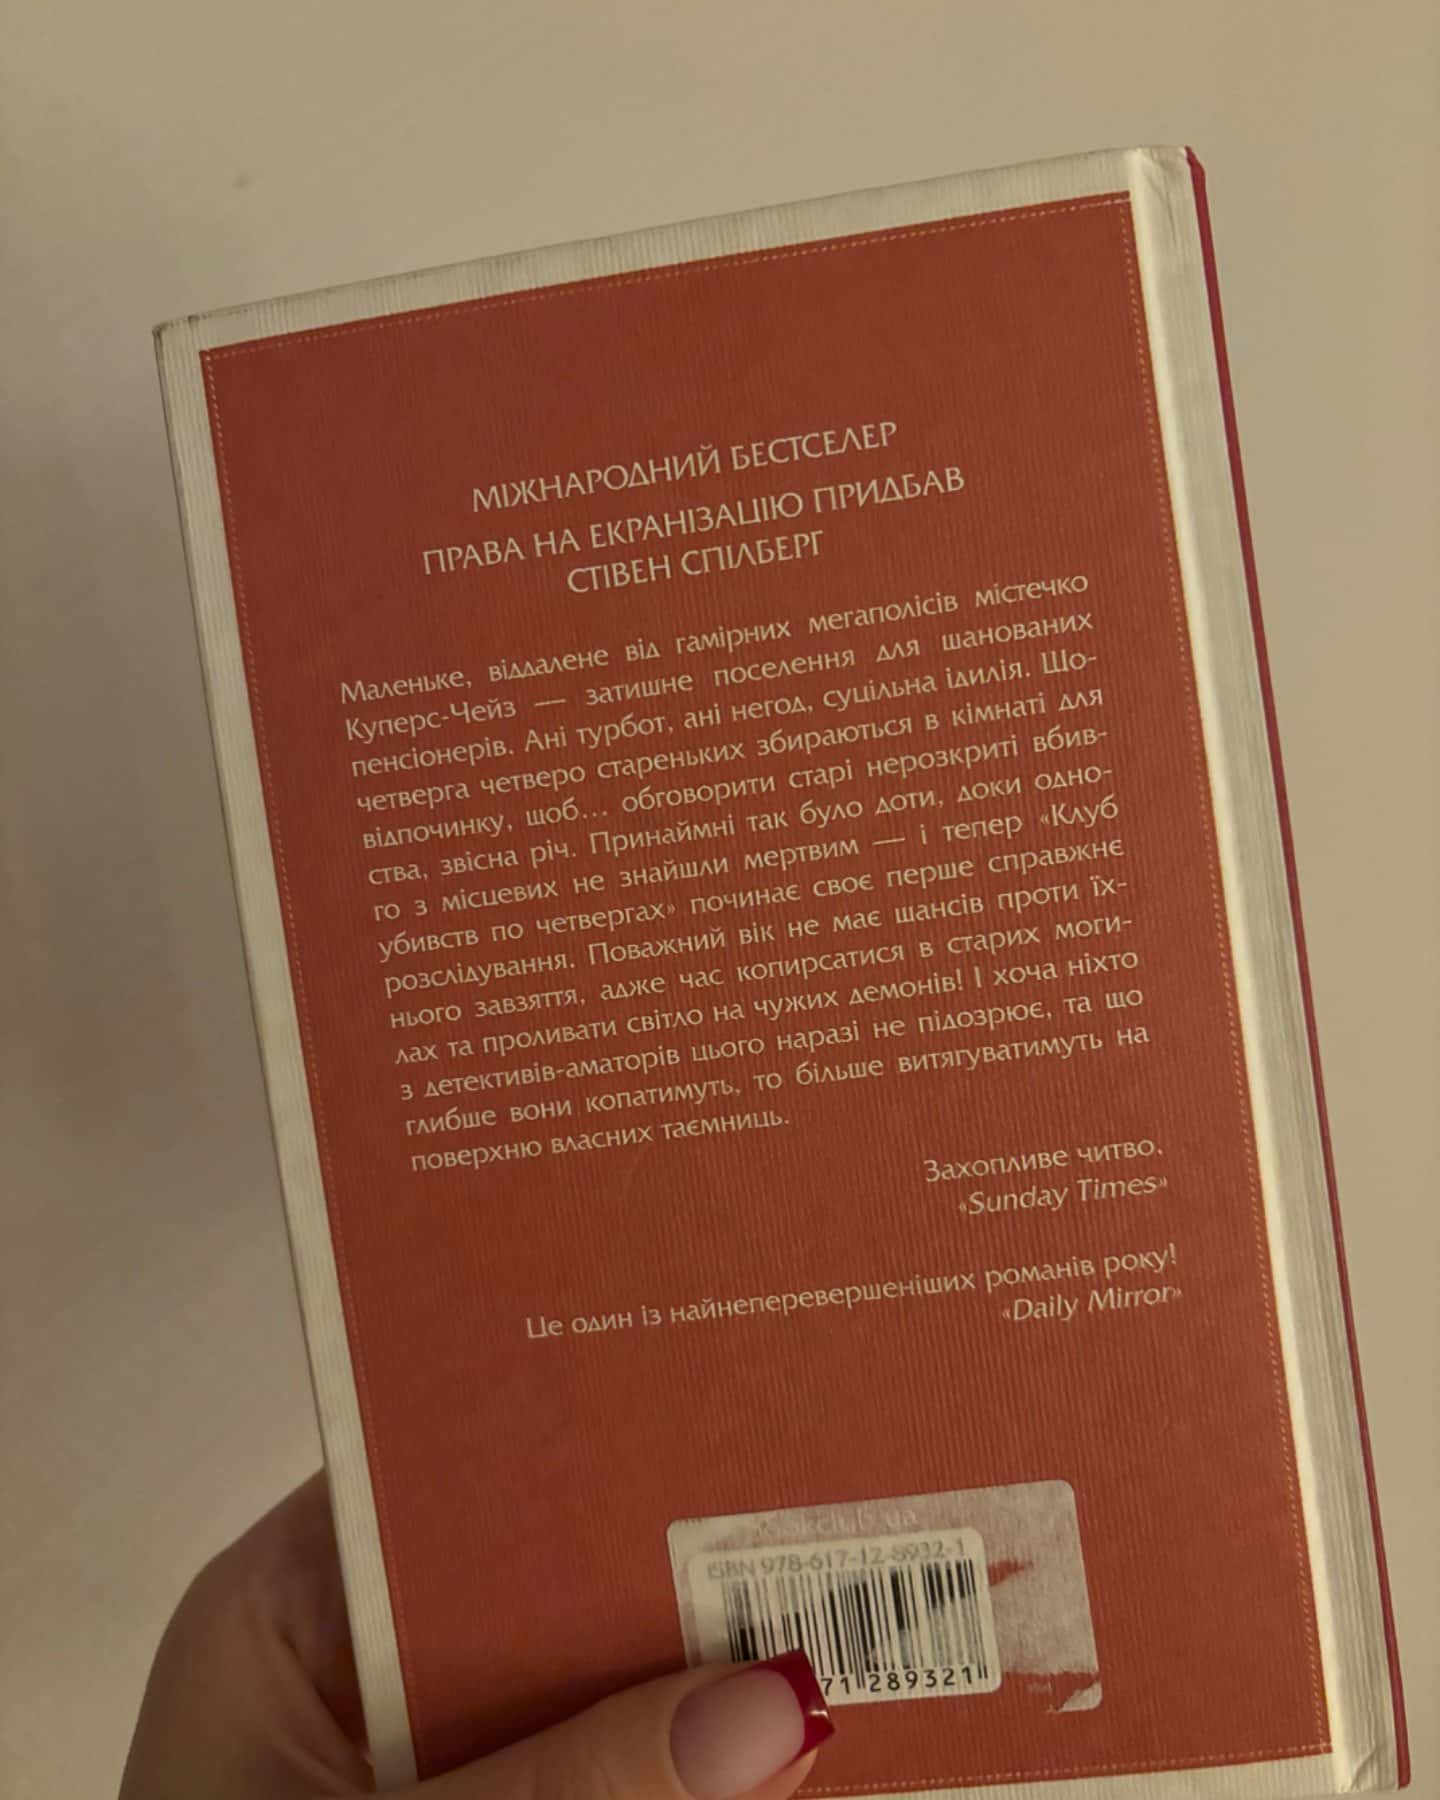 МІЖНАРОДНИЙ БЕСТСЕЛЕР
ПРАВА НА ЕКРАНІЗАЦІЮ ПРИДБАВ
СТІВЕН СПІЛБЕРГ
Маленьке, віддалене від гамірних мегаполісів містечко
Куперс-Чейз — затишне поселення для шанованих
пенсіонерів. Ані турбот, ані негод, суцільна ідилія. Що-
четверга четверо стареньких збираються в кімнаті для
відпочинку, щоб... обговорити старі нерозкриті вбив-
ства, звісна річ. Принаймні так було доти, доки одно-
го з місцевих не знайшли мертвим — і тепер «Клуб
убивств по четвергах» починає своє перше справжнє
розслідування. Поважний вік не має шансів проти їх-
нього завзяття, адже час копирсатися в старих моги-
лах та проливати світло на чужих демонів! І хоча ніхто
з детективів-аматорів цього наразі не підозрює, та що
глибше вони копатимуть, то більше витягуватимуть на
поверхню власних таємниць.
Захопливе читво.
«Sunday Times»
Це один із найнеперевершеніших романів року!
«Daily Mirror»
ISBN 978-617-12-8932-1
71 289321